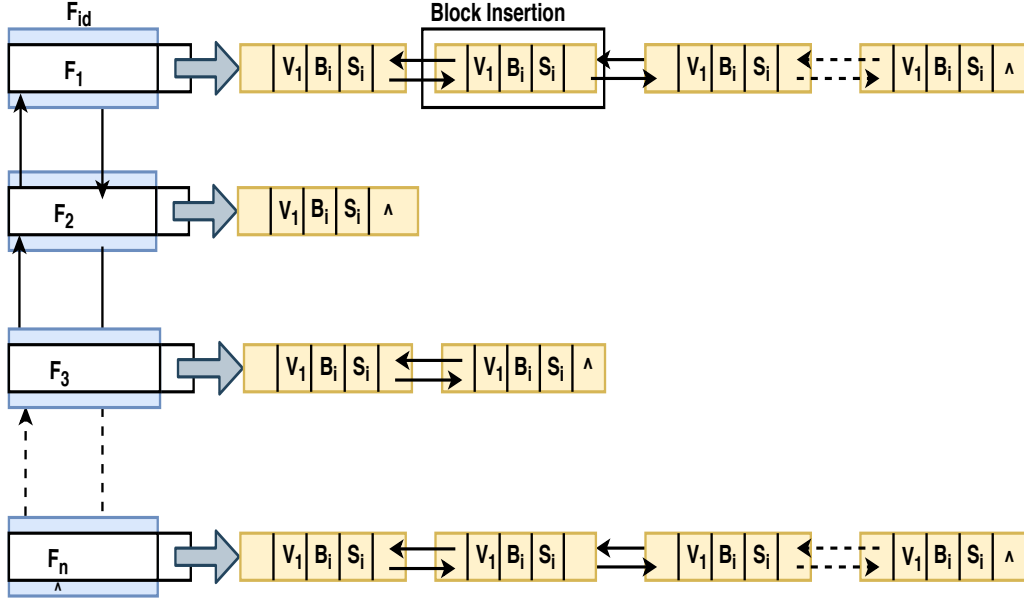 F_id Block Insertion
F_1 V_1 B_i S_i V_1 B_i S_i V_1 B_i S_i V_1 B_i S_i ^
F_2 V_1 B_i S_i ^
F_3 V_1 B_i S_i V_1 B_i S_i ^
F_n V_1 B_i S_i V_1 B_i S_i V_1 B_i S_i V_1 B_i S_i ^
^